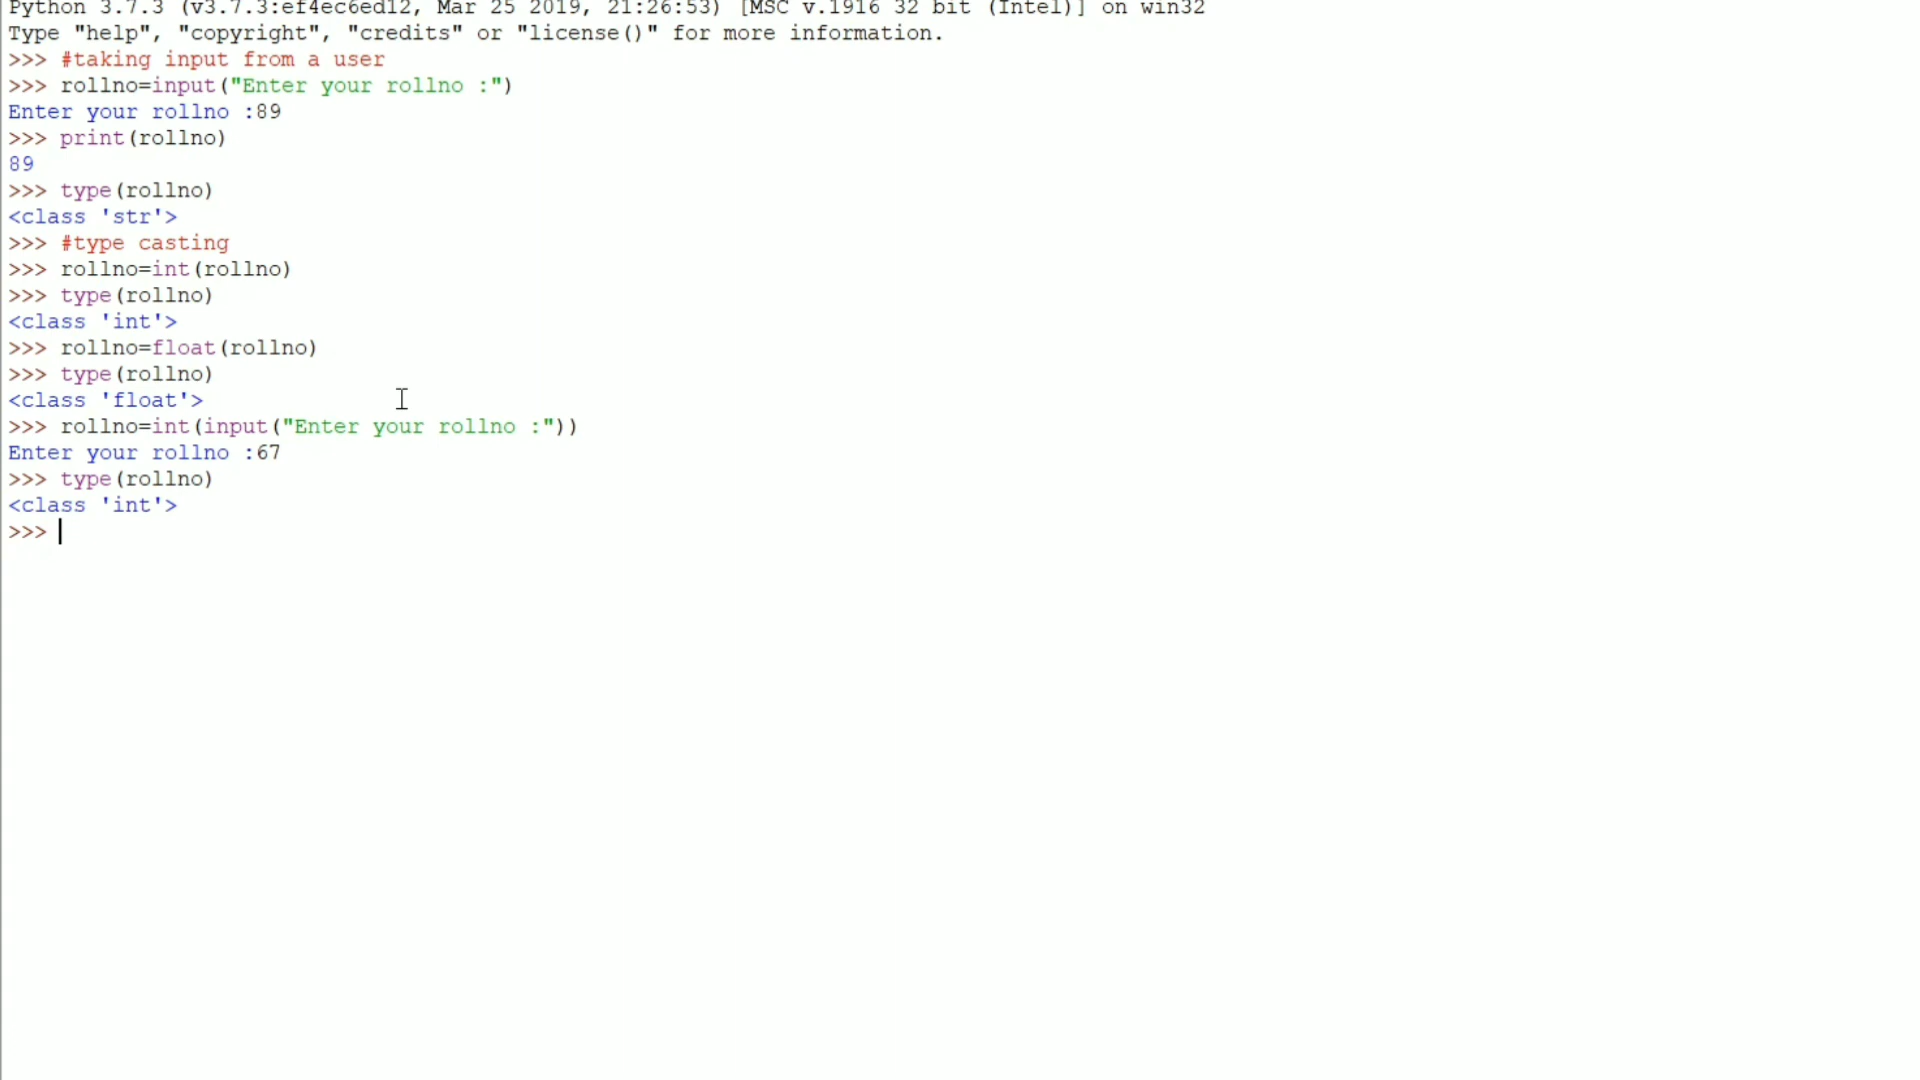 Python 3.7.3 (v3.7.3:ef4ec6ed12, Mar 25 2019, 21:26:53) [MSC v.1916 32 bit (Intel)] on win32
Type "help", "copyright", "credits" or "license()" for more information.
>>> #taking input from a user
>>> rollno=input("Enter your rollno :")
Enter your rollno :89
>>> print(rollno)
89
>>> type(rollno)
<class 'str'>
>>> #type casting
>>> rollno=int(rollno)
>>> type(rollno)
<class 'int'>
>>> rollno=float(rollno)
>>> type(rollno)
<class 'float'>
>>> rollno=int(input("Enter your rollno :"))
Enter your rollno :67
>>> type(rollno)
<class 'int'>
>>>